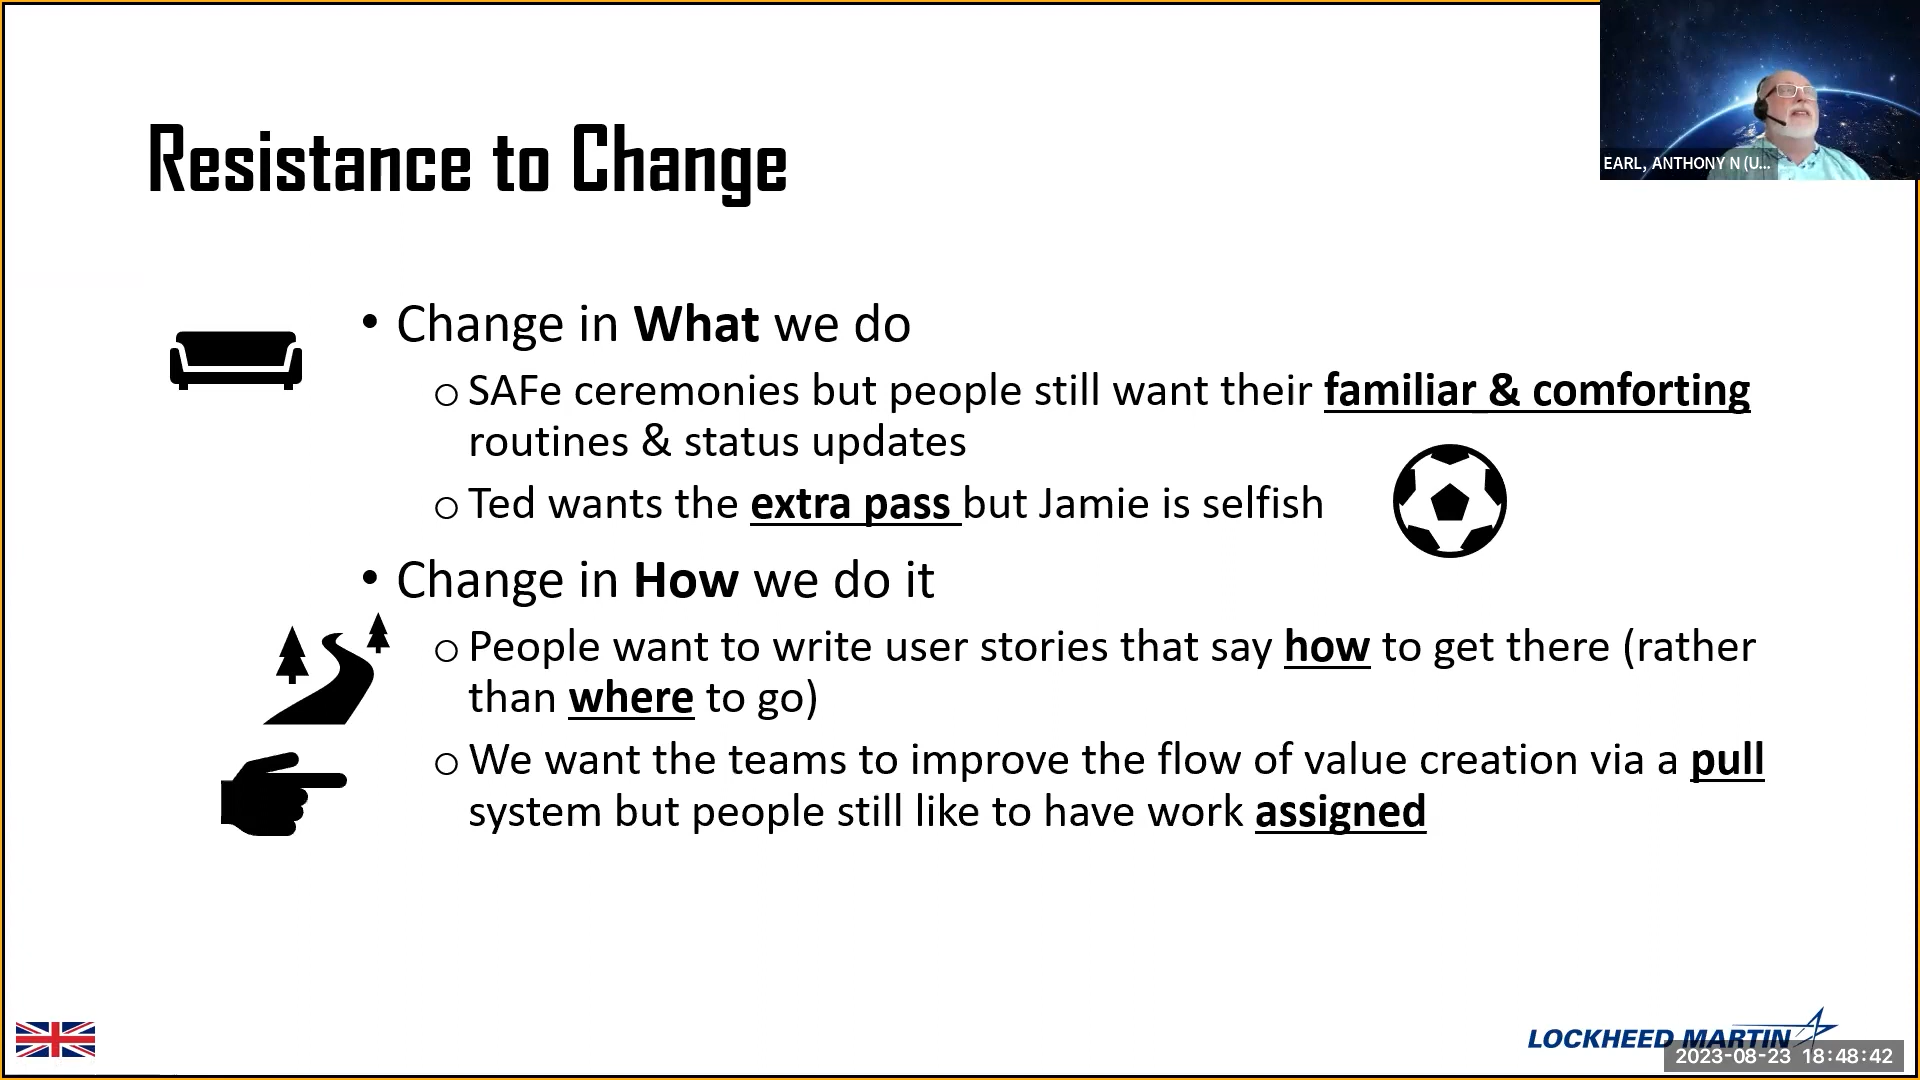 EARL, ANTHONY N (U...
Resistance to Change
• Change in What we do
o SAFe ceremonies but people still want their familiar & comforting
routines & status updates
o Ted wants the extra pass but Jamie is selfish
• Change in How we do it
o People want to write user stories that say how to get there (rather
than where to go)
o We want the teams to improve the flow of value creation via a pull
system but people still like to have work assigned
LOCKHEED MARTIN
2023-08-23 18:48:42